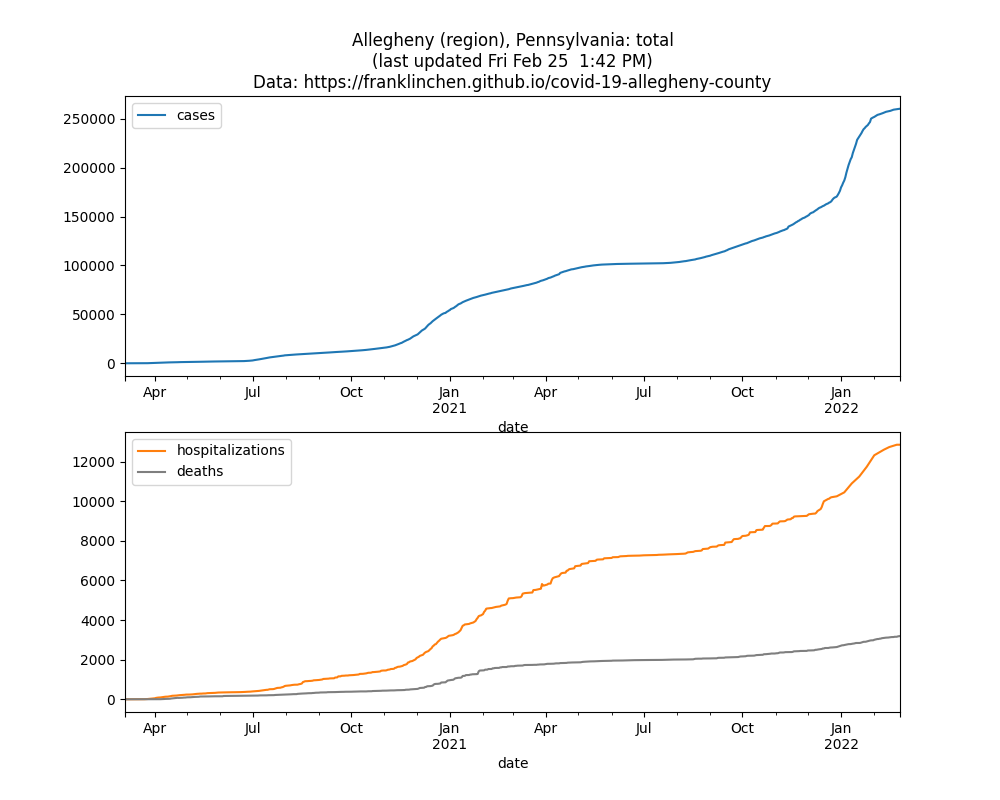 Allegheny (region), Pennsylvania: total
(last updated Fri Feb 25  1:42 PM)
Data: https://franklinchen.github.io/covid-19-allegheny-county
cases
250000
200000
150000
100000
50000
0
Apr Jul Oct Jan Apr Jul Oct Jan
2021 2022
date
hospitalizations
deaths
12000
10000
8000
6000
4000
2000
0
Apr Jul Oct Jan Apr Jul Oct Jan
2021 2022
date